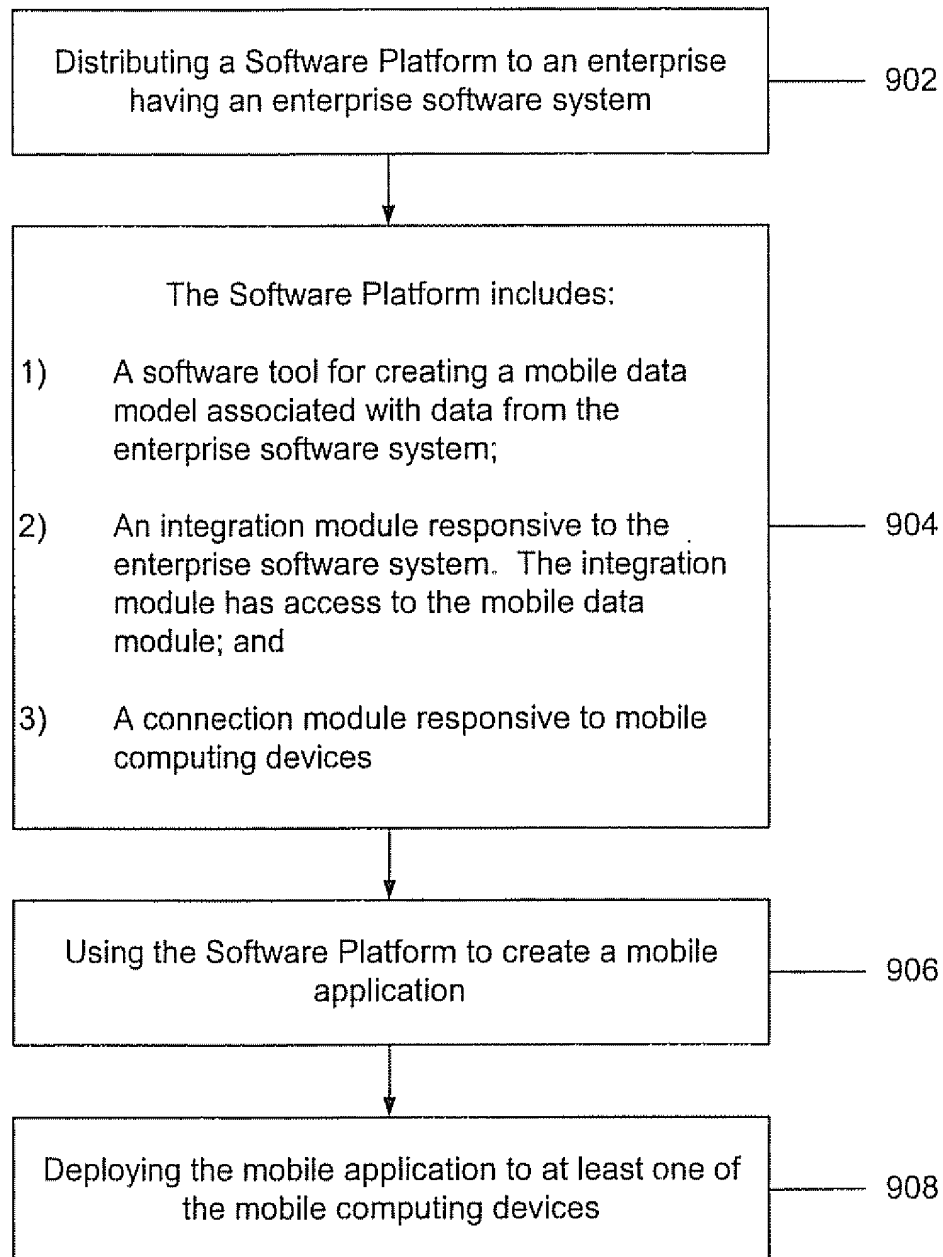 Distributing a Software Platform to an enterprise
having an enterprise software system
902
The Software Platform includes:
1) A software tool for creating a mobile data
model associated with data from the
enterprise software system;
2) An integration module responsive to the
enterprise software system. The integration
module has access to the mobile data
module; and
3) A connection module responsive to mobile
computing devices
904
Using the Software Platform to create a mobile
application
906
Deploying the mobile application to at least one of
the mobile computing devices
908